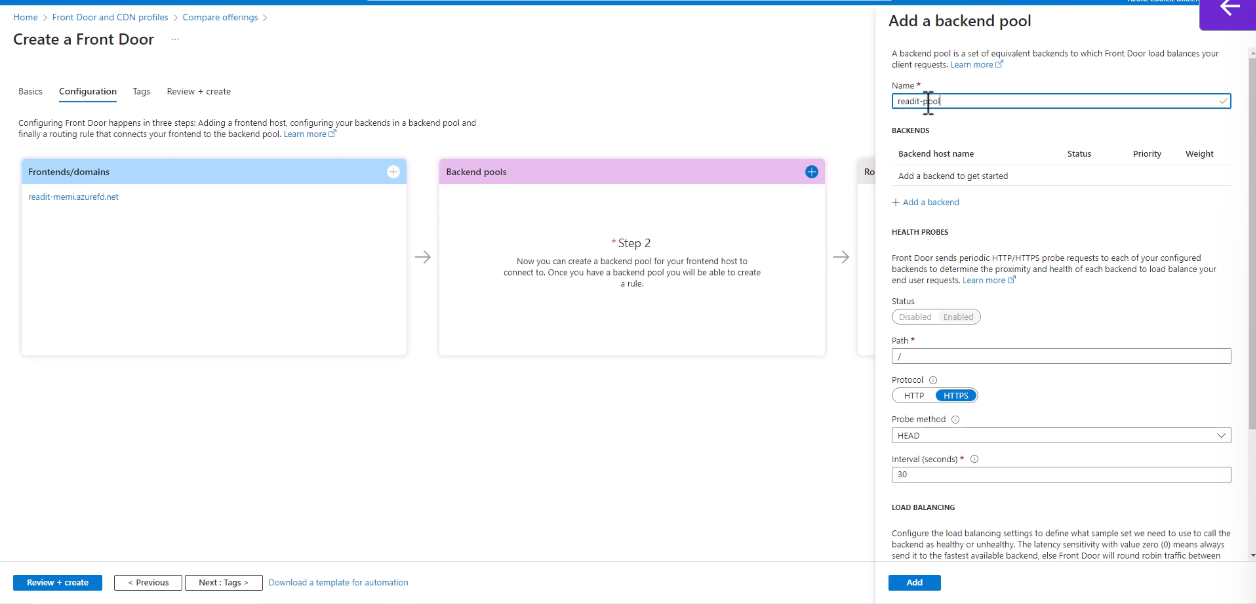 Home > Front Door and CDN profiles > Compare offerings >
Create a Front Door ...
Basics Configuration Tags Review + create
Configuring Front Door happens in three steps: Adding a frontend host, configuring your backends in a backend pool and
finally a routing rule that connects your frontend to the backend pool. Learn more
Frontends/domains
readit-memi.azurefd.net
Backend pools
* Step 2
Now you can create a backend pool for your frontend host to
connect to. Once you have a backend pool you will be able to create
a rule.
Ro
Review + create < Previous Next : Tags > Download a template for automation
Add a backend pool
A backend pool is a set of equivalent backends to which Front Door load balances your
client requests. Learn more
Name *
readit-pool
BACKENDS
Backend host name Status Priority Weight
Add a backend to get started
+ Add a backend
HEALTH PROBES
Front Door sends periodic HTTP/HTTPS probe requests to each of your configured
backends to determine the proximity and health of each backend to load balance your
end user requests. Learn more
Status
Disabled Enabled
Path *
/
Protocol
HTTP HTTPS
Probe method
HEAD
Interval (seconds) *
30
LOAD BALANCING
Configure the load balancing settings to define what sample set we need to use to call the
backend as healthy or unhealthy. The latency sensitivity with value zero (0) means always
send it to the fastest available backend, else Front Door will round robin traffic between
Add